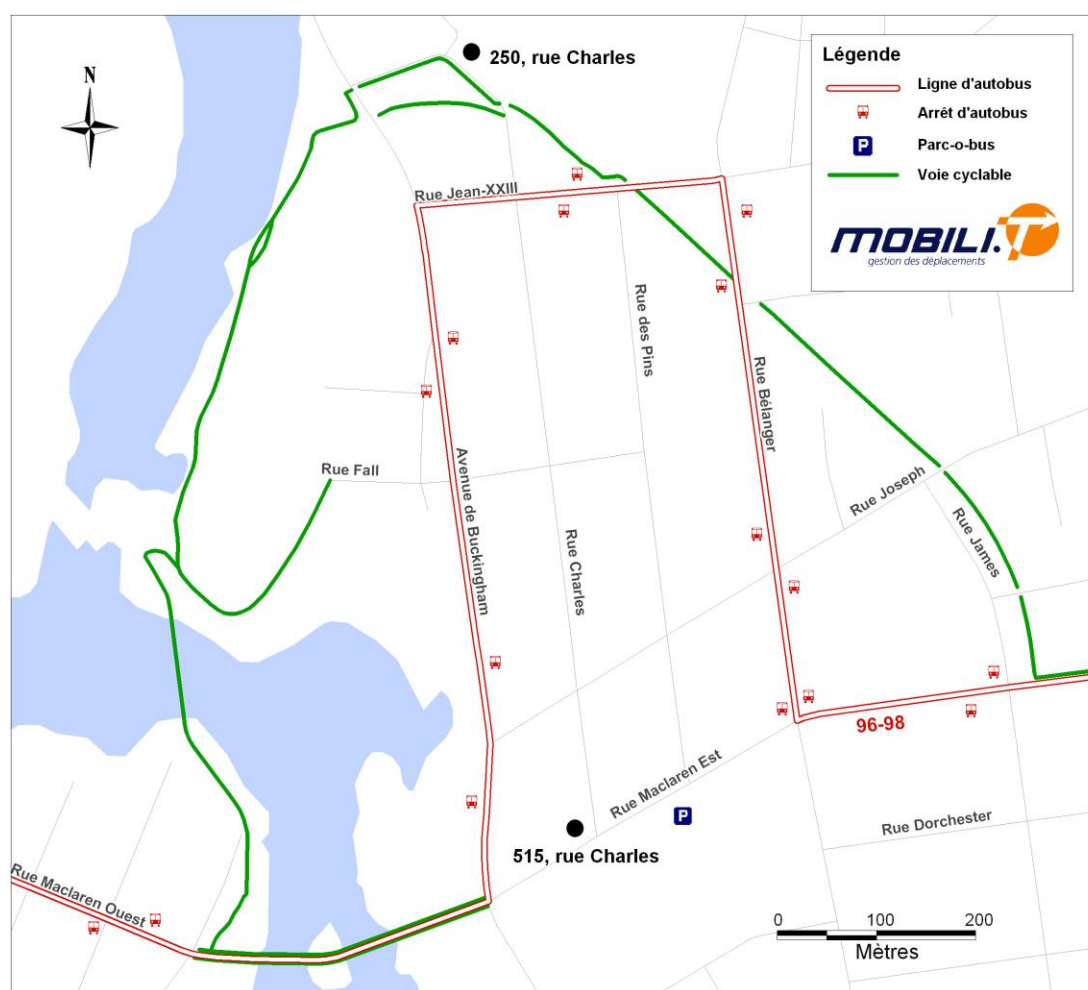 N
250, rue Charles
Légende
Ligne d'autobus
Arrêt d'autobus
P
Parc-o-bus
Voie cyclable
MOBILI.T
gestion des déplacements
Rue Jean-XXIII
Rue des Pins
Rue Bélanger
Rue Fall
Avenue de Buckingham
Rue Charles
Rue Joseph
Rue James
96-98
Rue Maclaren Est
P
Rue Dorchester
515, rue Charles
Rue Maclaren Ouest
0 100 200
Mètres